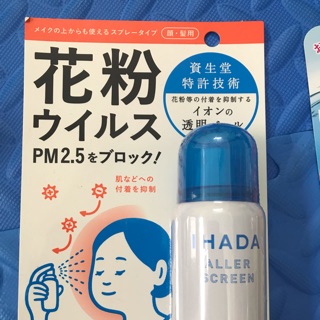 メイクの上からも使えるスプレータイプ
顔・髪用
花粉
ウイルス
PM2.5をブロック!
資生堂
特許技術
花粉等の付着を抑制する
イオンの
透明
肌などへの
付着を抑制
IHADA
ALLER
SCREEN